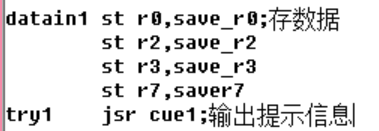 datain1 st r0,save_r0;存数据
st r2,save_r2
st r3,save_r3
st r7,saver7
try1 jsr cue1;输出提示信息